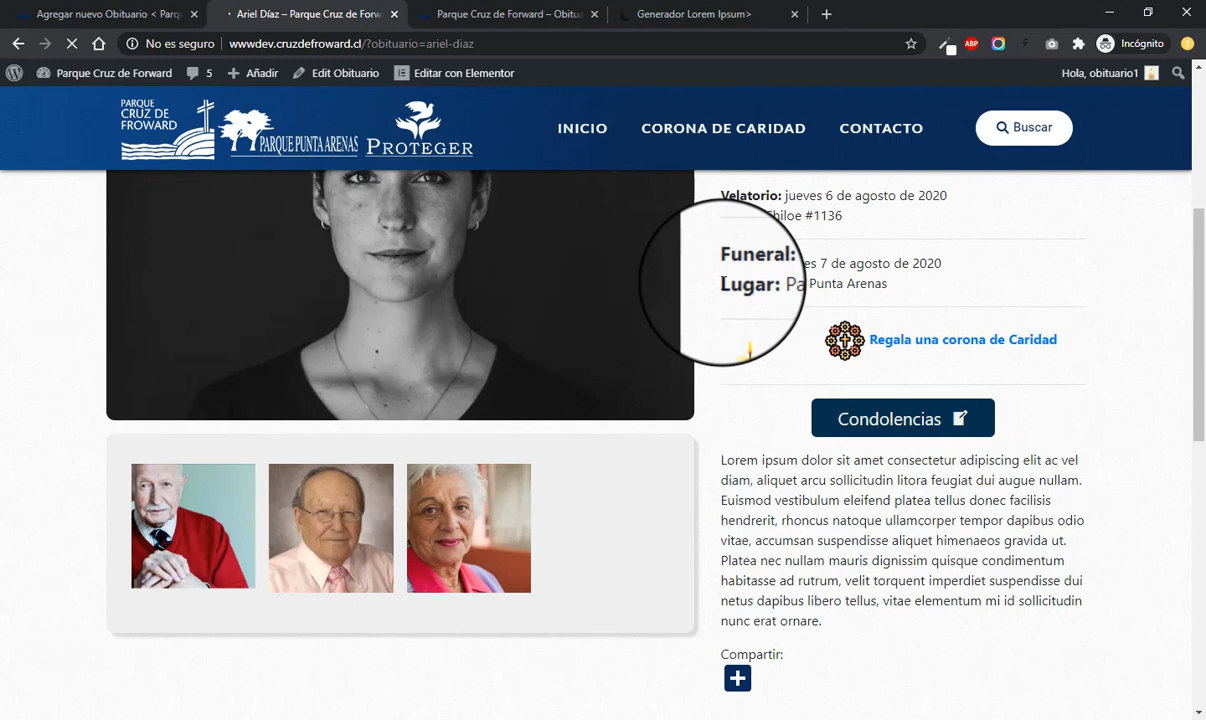 Agregar nuevo Obituario < Parqu
Ariel Díaz – Parque Cruz de Forw
Parque Cruz de Forward – Obitua
Generador Lorem Ipsum>
No es seguro
wwwdev.cruzdefroward.cl/?obituario=ariel-diaz
ABP
Incógnito
Parque Cruz de Forward
5
Añadir
Edit Obituario
Editar con Elementor
Hola, obituario1
PARQUE
CRUZ DE
FROWARD
PARQUE PUNTA ARENAS
PROTEGER
INICIO
CORONA DE CARIDAD
CONTACTO
Buscar
Velatorio: jueves 6 de agosto de 2020
Chiloe #1136
Funeral: es 7 de agosto de 2020
Lugar: Pa Punta Arenas
Regala una corona de Caridad
Condolencias
Lorem ipsum dolor sit amet consectetur adipiscing elit ac vel
diam, aliquet arcu sollicitudin litora feugiat dui augue nullam.
Euismod vestibulum eleifend platea tellus donec facilisis
hendrerit, rhoncus natoque ullamcorper tempor dapibus odio
vitae, accumsan suspendisse aliquet himenaeos gravida ut.
Platea nec nullam mauris dignissim quisque condimentum
habitasse ad rutrum, velit torquent imperdiet suspendisse dui
netus dapibus libero tellus, vitae elementum mi id sollicitudin
nunc erat ornare.
Compartir: